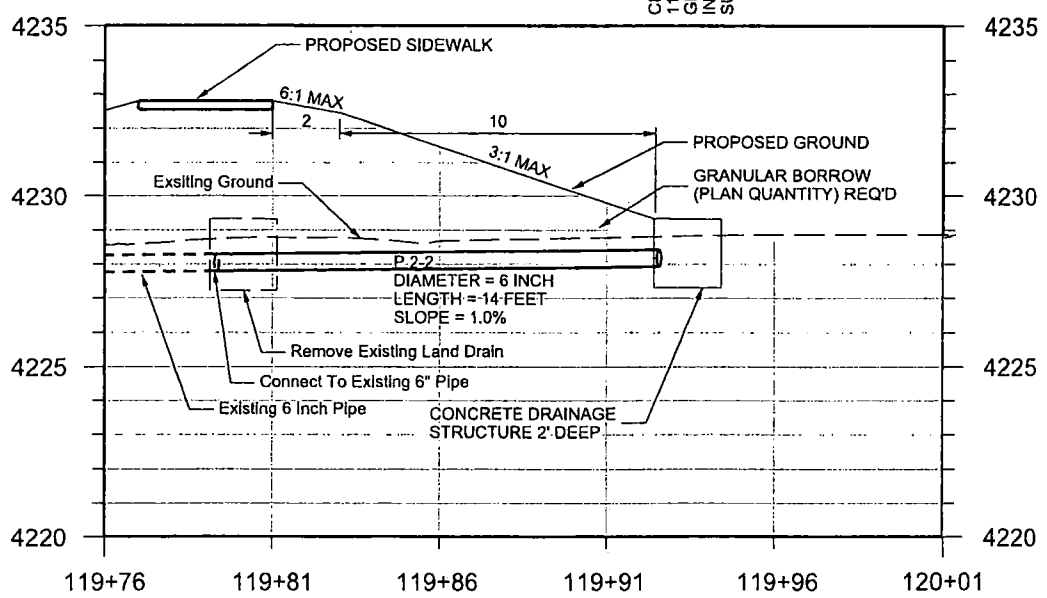 4235
4235
PROPOSED SIDEWALK
6:1 MAX
2
10
PROPOSED GROUND
3:1 MAX
GRANULAR BORROW
(PLAN QUANTITY) REQ'D
Exsiting Ground
4230
4230
P-2-2
DIAMETER = 6 INCH
LENGTH = 14 FEET
SLOPE = 1.0%
Remove Existing Land Drain
4225
4225
Connect To Existing 6" Pipe
Existing 6 Inch Pipe
CONCRETE DRAINAGE
STRUCTURE 2' DEEP
4220
4220
119+76
119+81
119+86
119+91
119+96
120+01